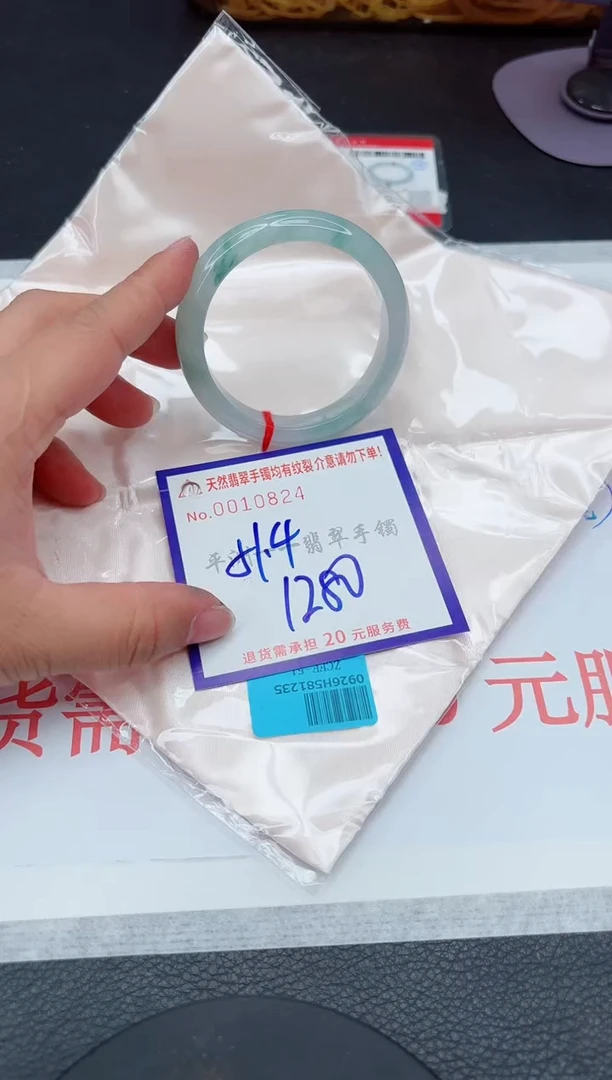 天然翡翠手镯均有纹裂介意请勿下单!
No.0010824
翡翠手镯
1280
退货需承担 20 元服务费
0926H581235
货需
元服